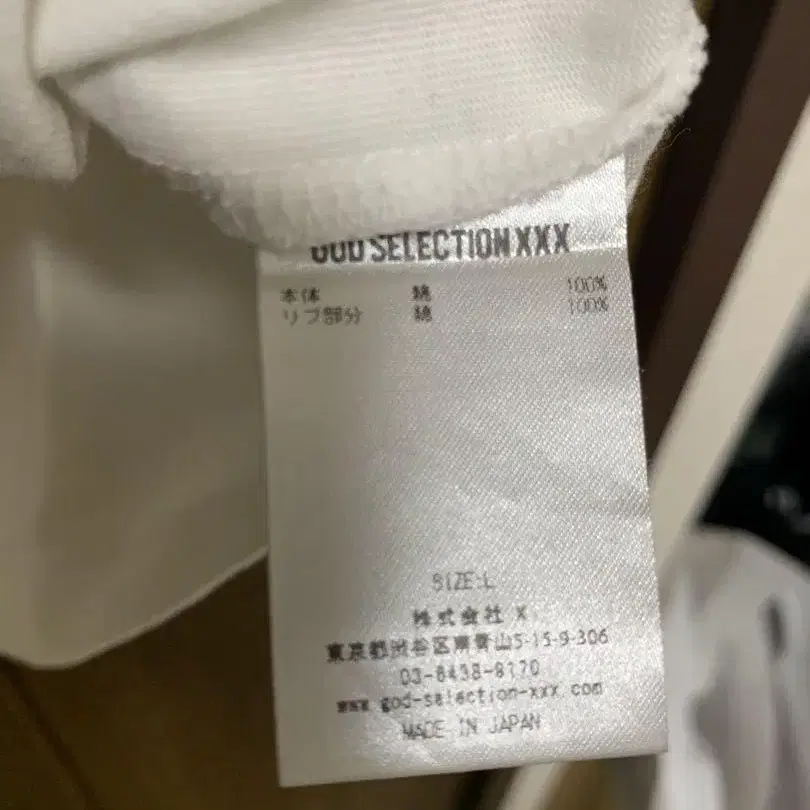 GOD SELECTION XXX
本体 綿 100%
リブ部分 綿 100%
SIZE:L
株式会社 X
東京都渋谷区南青山5-15-9-306
03-6438-9170
www.god-selection-xxx.com
MADE IN JAPAN